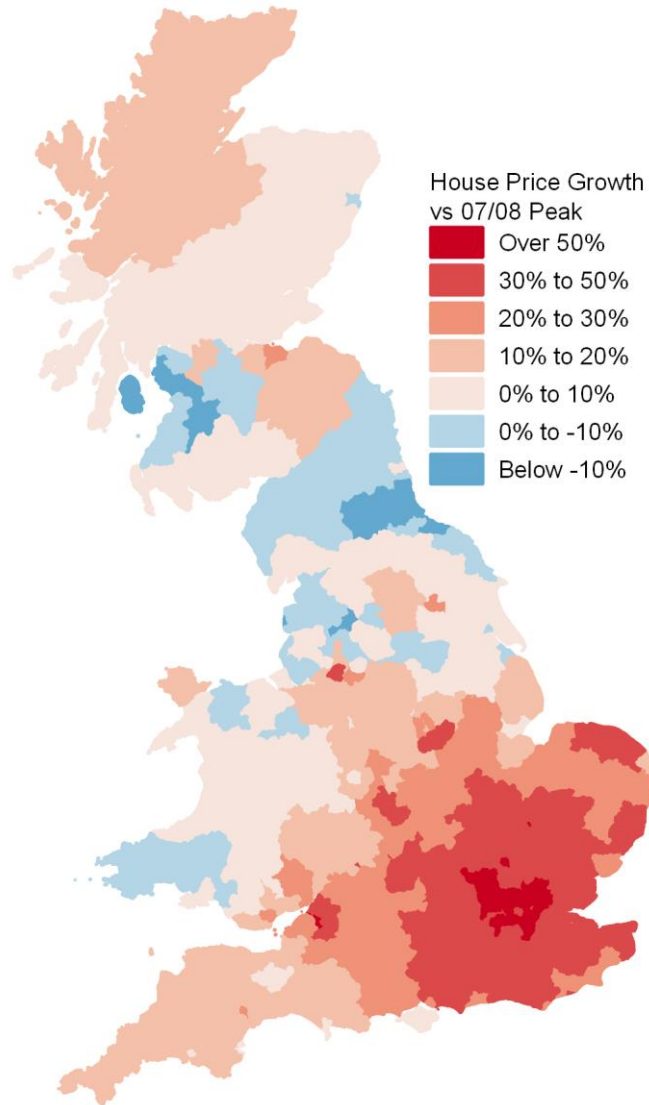 House Price Growth
vs 07/08 Peak
Over 50%
30% to 50%
20% to 30%
10% to 20%
0% to 10%
0% to -10%
Below -10%